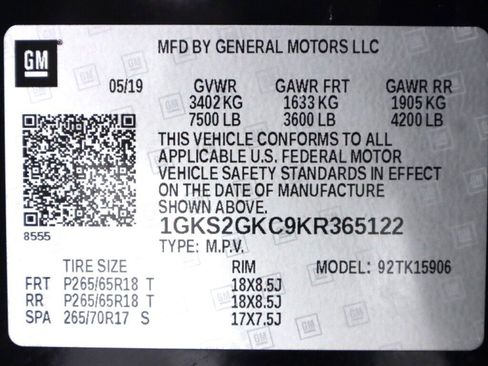 GM
MFD BY GENERAL MOTORS LLC
05/19 GVWR GAWR FRT GAWR RR
3402 KG 1633 KG 1905 KG
7500 LB 3600 LB 4200 LB
THIS VEHICLE CONFORMS TO ALL
APPLICABLE U.S. FEDERAL MOTOR
VEHICLE SAFETY STANDARDS IN EFFECT
ON THE DATE OF MANUFACTURE
SHOWN ABOVE.
8555
1GKS2GKC9KR365122
TYPE: M.P.V.
TIRE SIZE RIM MODEL: 92TK15906
FRT P265/65R18 T 18X8.5J
RR P265/65R18 T 18X8.5J
SPA 265/70R17 S 17X7.5J